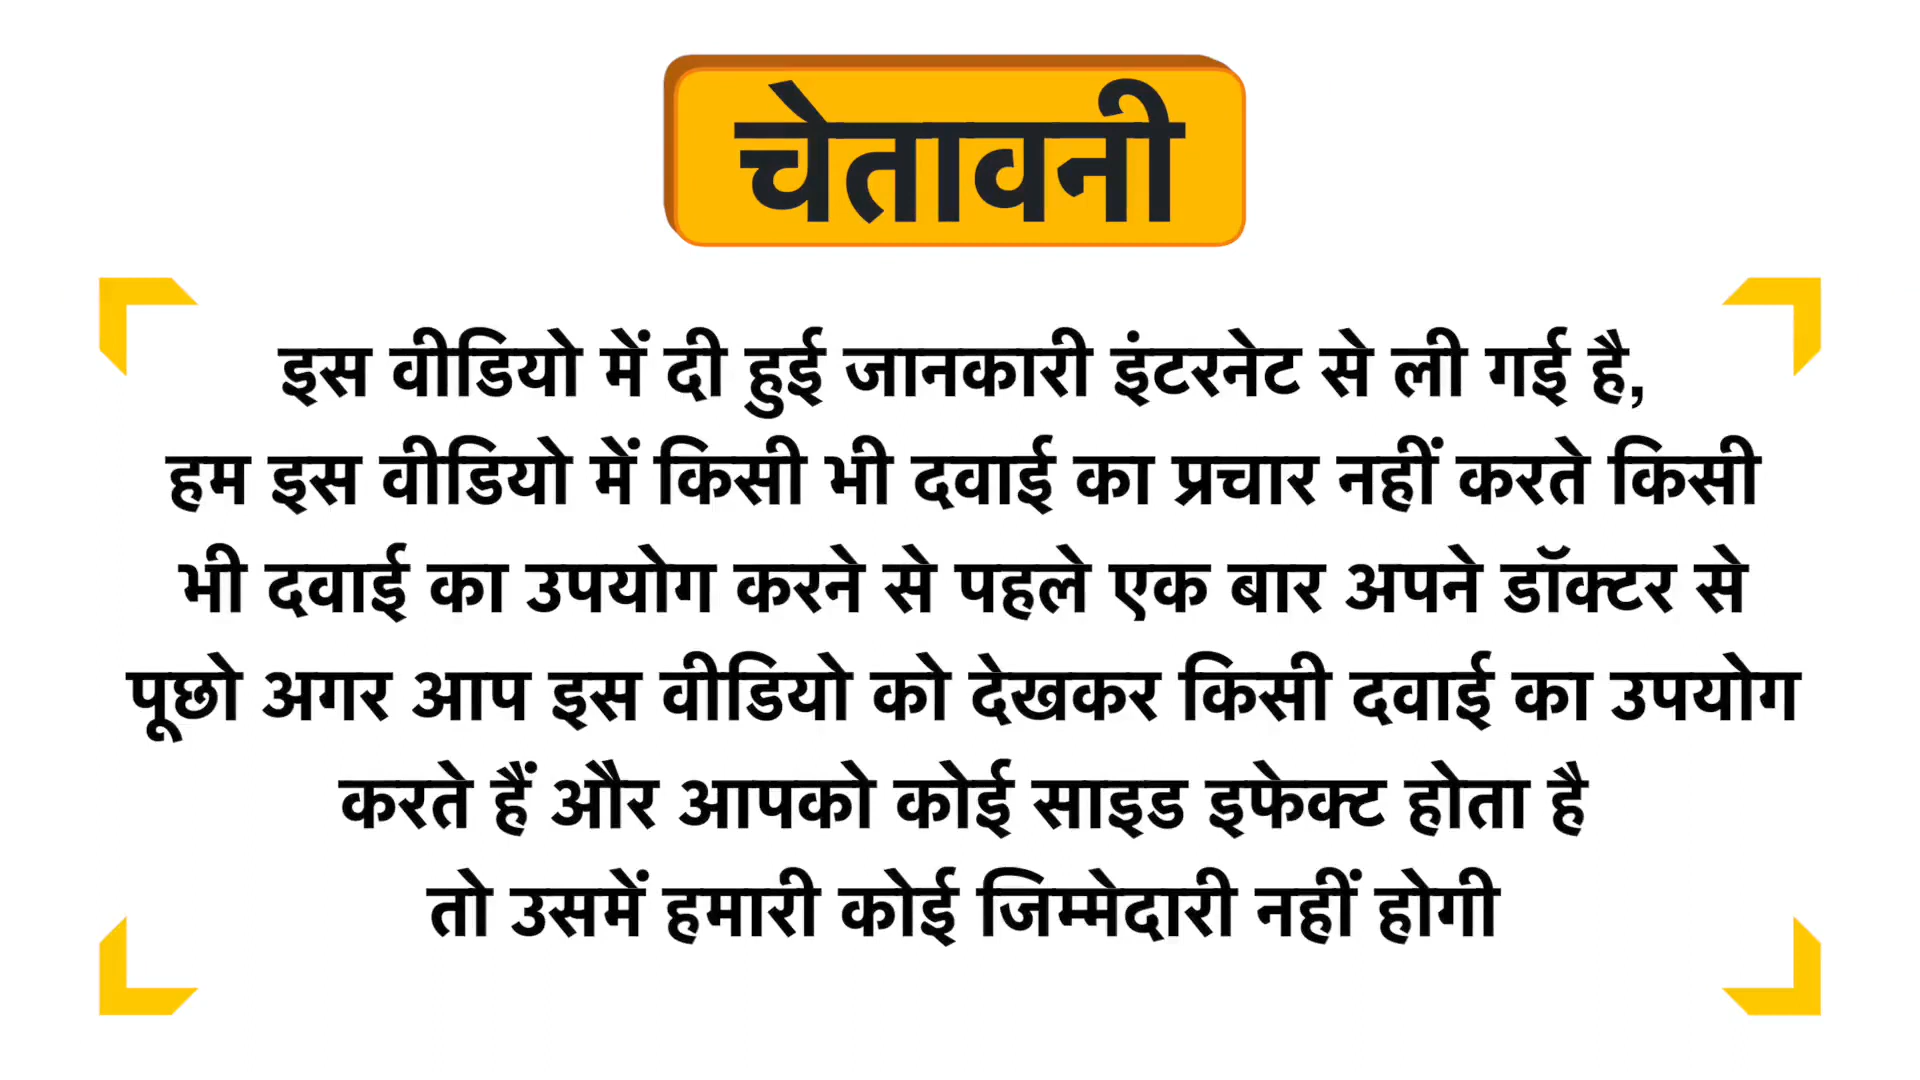 चेतावनी
इस वीडियो में दी हुई जानकारी इंटरनेट से ली गई है,
हम इस वीडियो में किसी भी दवाई का प्रचार नहीं करते किसी
भी दवाई का उपयोग करने से पहले एक बार अपने डॉक्टर से
पूछो अगर आप इस वीडियो को देखकर किसी दवाई का उपयोग
करते हैं और आपको कोई साइड इफेक्ट होता है
तो उसमें हमारी कोई जिम्मेदारी नहीं होगी